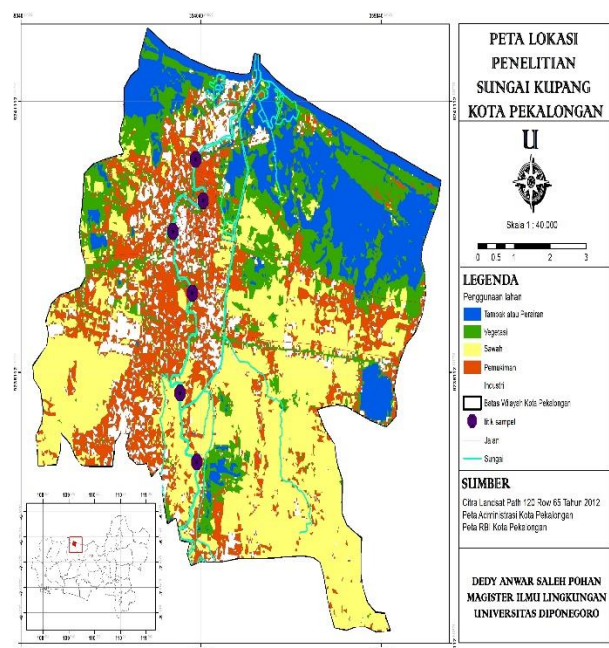 PETA LOKASI
PENELITIAN
SUNGAI KUPANG
KOTA PEKALONGAN
U
Skala 1 : 40.000
0 0.5 1 2 3
LEGENDA
Penggunaan lahan
Tambak atau Perairan
Vegetasi
Sawah
Pemukiman
Industri
Batas Wilayah Kota Pekalongan
titik sampel
Jalan
Sungai
SUMBER
Citra Landsat Path 120 Row 65 Tahun 2012
Peta Administrasi Kota Pekalongan
Peta RBI Kota Pekalongan
DEDY ANWAR SALEH POHAN
MAGISTER ILMU LINGKUNGAN
UNIVERSITAS DIPONEGORO